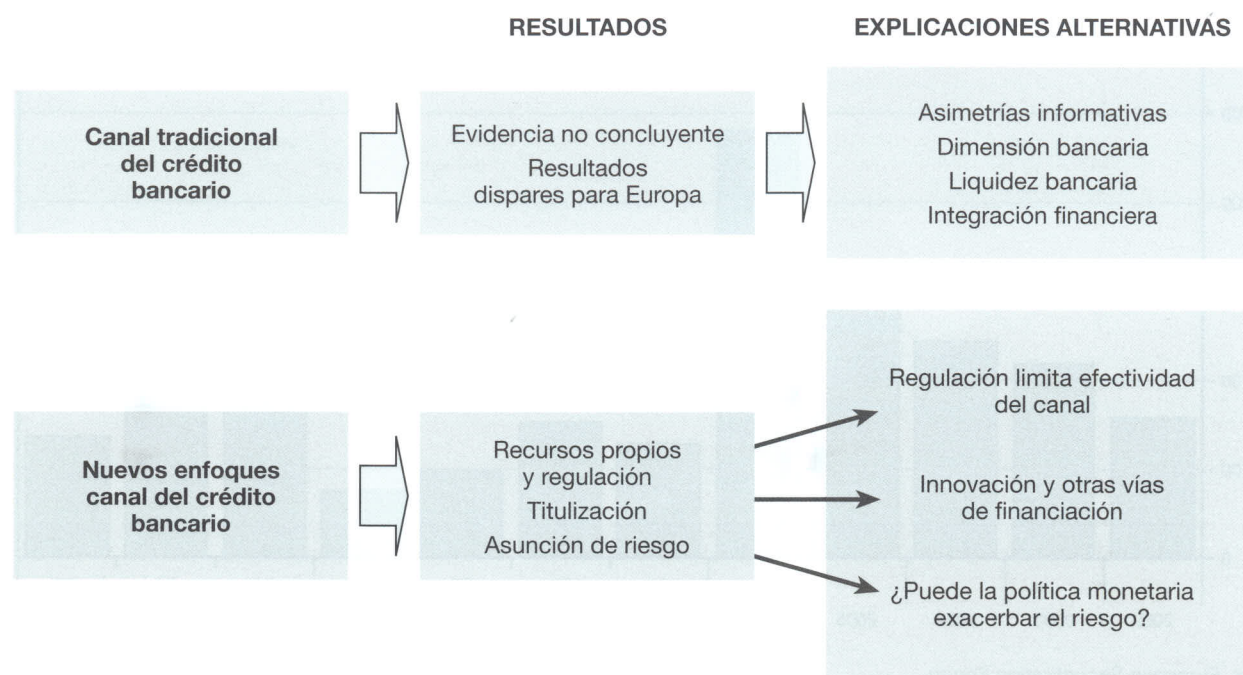 RESULTADOS
EXPLICACIONES ALTERNATIVAS
Canal tradicional
del crédito
bancario
Evidencia no concluyente
Resultados
dispares para Europa
Asimetrías informativas
Dimensión bancaria
Liquidez bancaria
Integración financiera
Nuevos enfoques
canal del crédito
bancario
Recursos propios
y regulación
Titulización
Asunción de riesgo
Regulación limita efectividad
del canal
Innovación y otras vías
de financiación
¿Puede la política monetaria
exacerbar el riesgo?